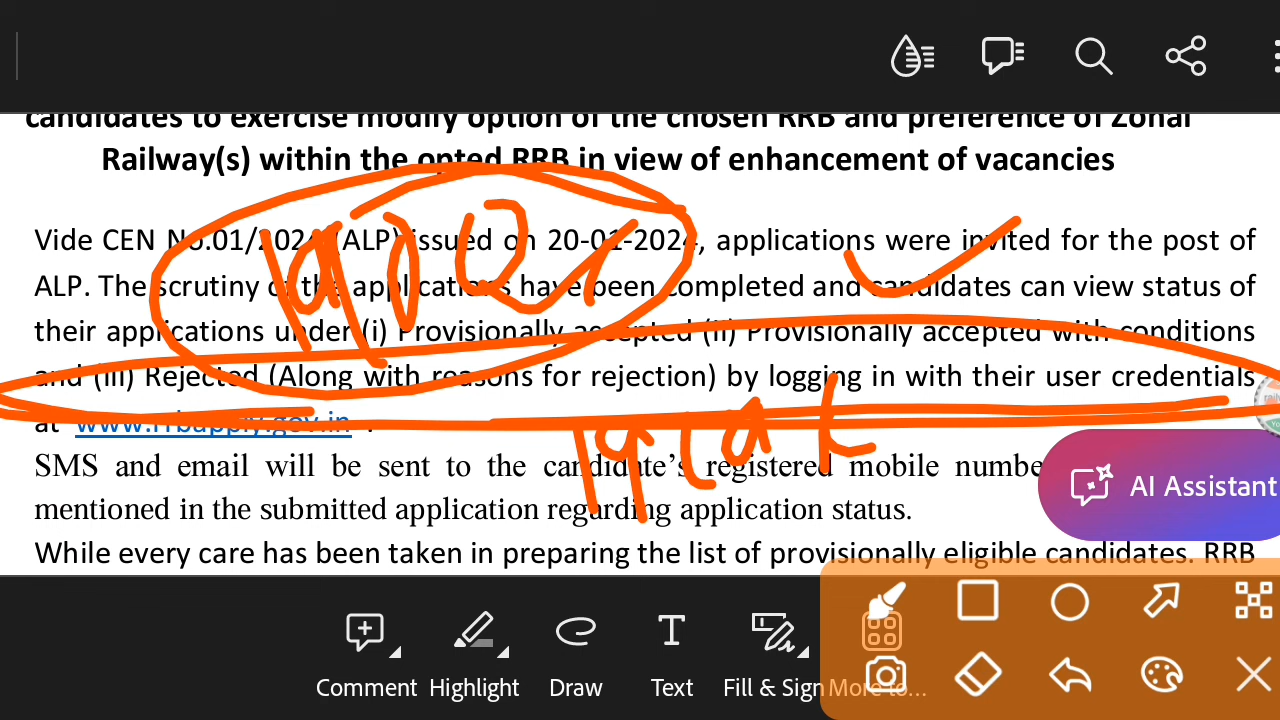 candidates to exercise modify option of the chosen RRB and preference of Zonal
Railway(s) within the opted RRB in view of enhancement of vacancies
Vide CEN No.01/2024 (ALP) issued on 20-01-2024, applications were invited for the post of
ALP. The scrutiny of the applications have been completed and candidates can view status of
their applications under (i) Provisionally accepted (ii) Provisionally accepted with conditions
and (iii) Rejected (Along with reasons for rejection) by logging in with their user credentials
at www.rrbapply.gov.in .
SMS and email will be sent to the candidate's registered mobile
mentioned in the submitted application regarding application status.
While every care has been taken in preparing the list of provisionally eligible candidates. RRB
AI Assistant
Comment Highlight Draw Text Fill & Sign More to...